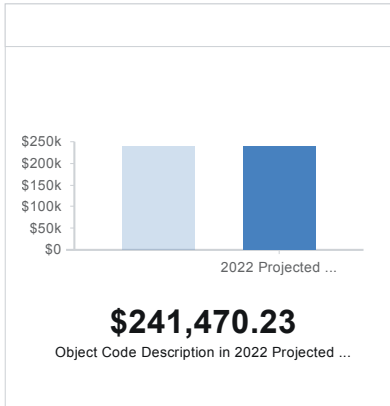 $250k
$200k
$150k
$100k
$50k
$0
2022 Projected ...
$241,470.23
Object Code Description in 2022 Projected ...